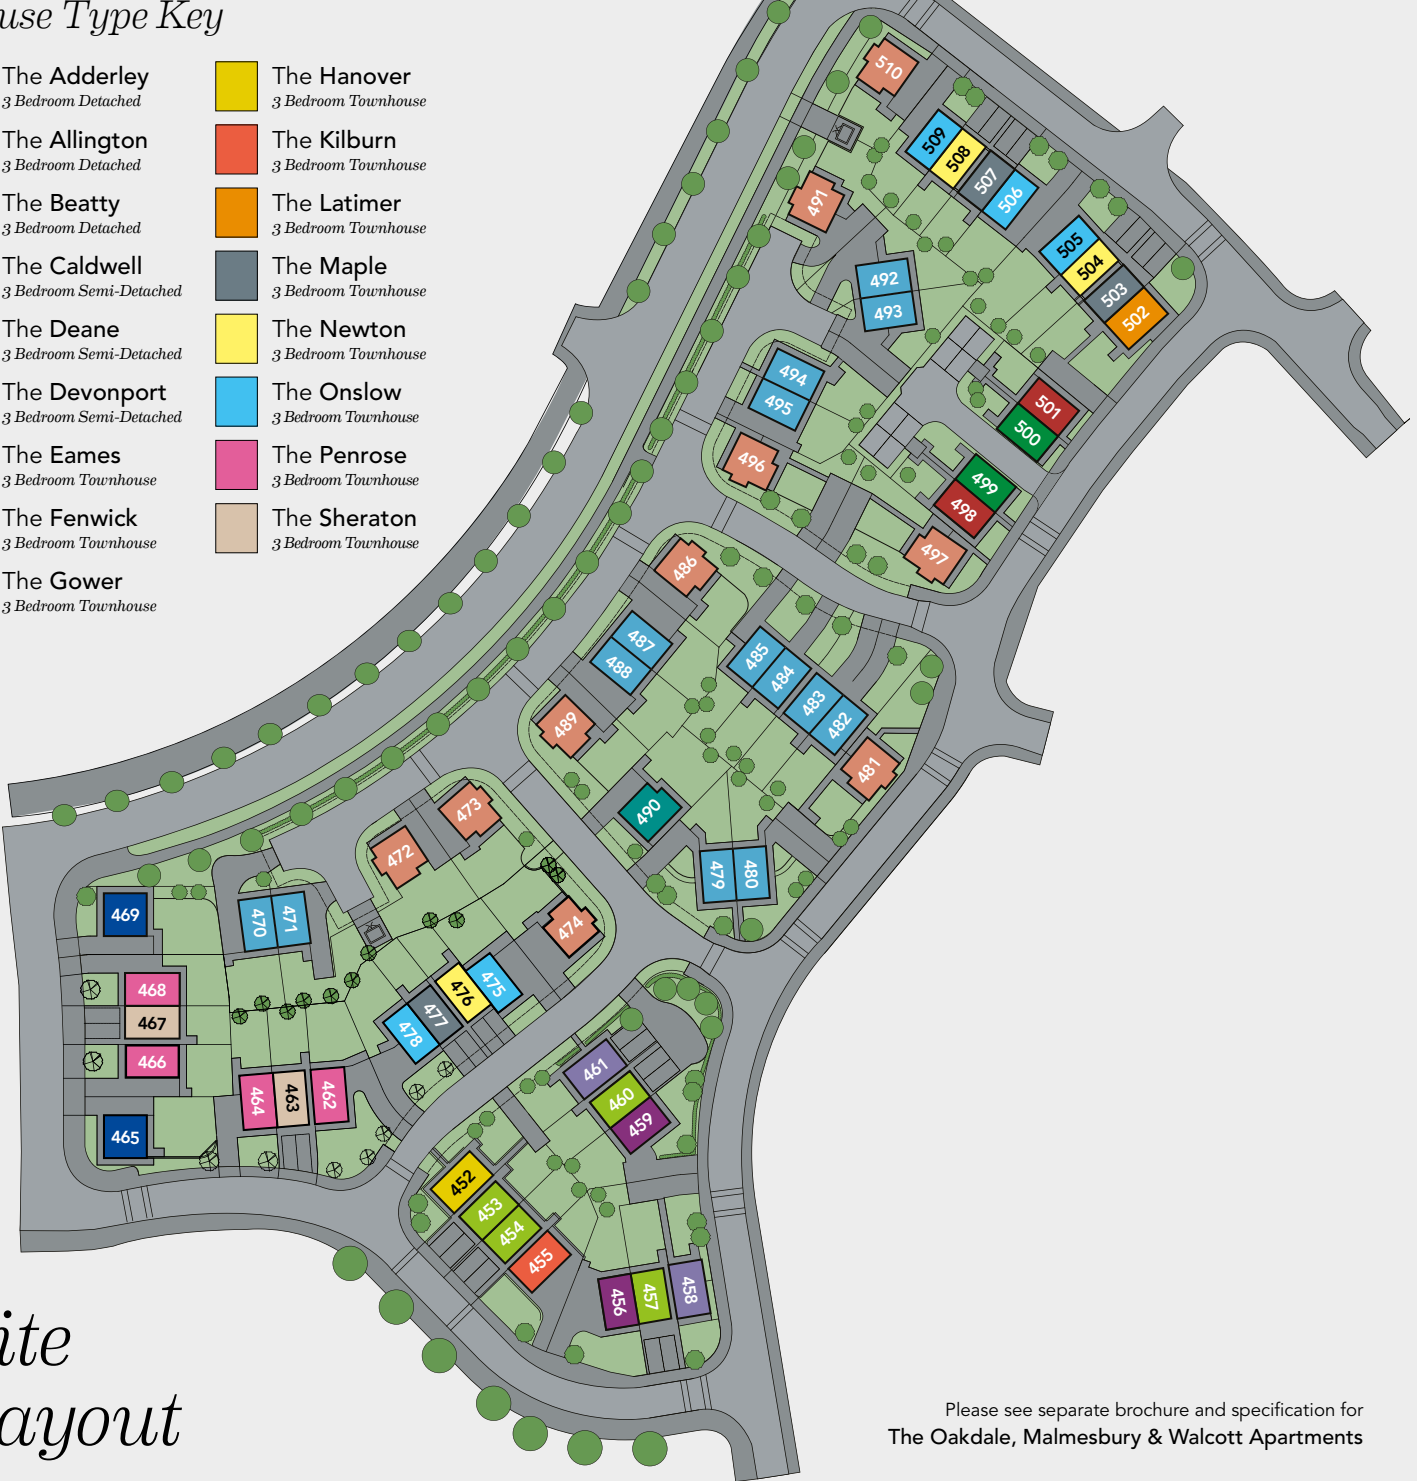 use Type Key
The Adderley
3 Bedroom Detached
The Allington
3 Bedroom Detached
The Beatty
3 Bedroom Detached
The Caldwell
3 Bedroom Semi-Detached
The Deane
3 Bedroom Semi-Detached
The Devonport
3 Bedroom Semi-Detached
The Eames
3 Bedroom Townhouse
The Fenwick
3 Bedroom Townhouse
The Gower
3 Bedroom Townhouse
The Hanover
3 Bedroom Townhouse
The Kilburn
3 Bedroom Townhouse
The Latimer
3 Bedroom Townhouse
The Maple
3 Bedroom Townhouse
The Newton
3 Bedroom Townhouse
The Onslow
3 Bedroom Townhouse
The Penrose
3 Bedroom Townhouse
The Sheraton
3 Bedroom Townhouse
510
509
508
507
506
491
505
504
503
502
492
493
494
495
501
500
496
499
498
497
486
487
488
485
484
483
482
489
481
490
479
480
473
472
474
469
470
471
475
476
477
478
468
467
466
465
464
463
462
461
460
459
452
453
454
455
456
457
458
ite
ayout
Please see separate brochure and specification for
The Oakdale, Malmesbury & Walcott Apartments